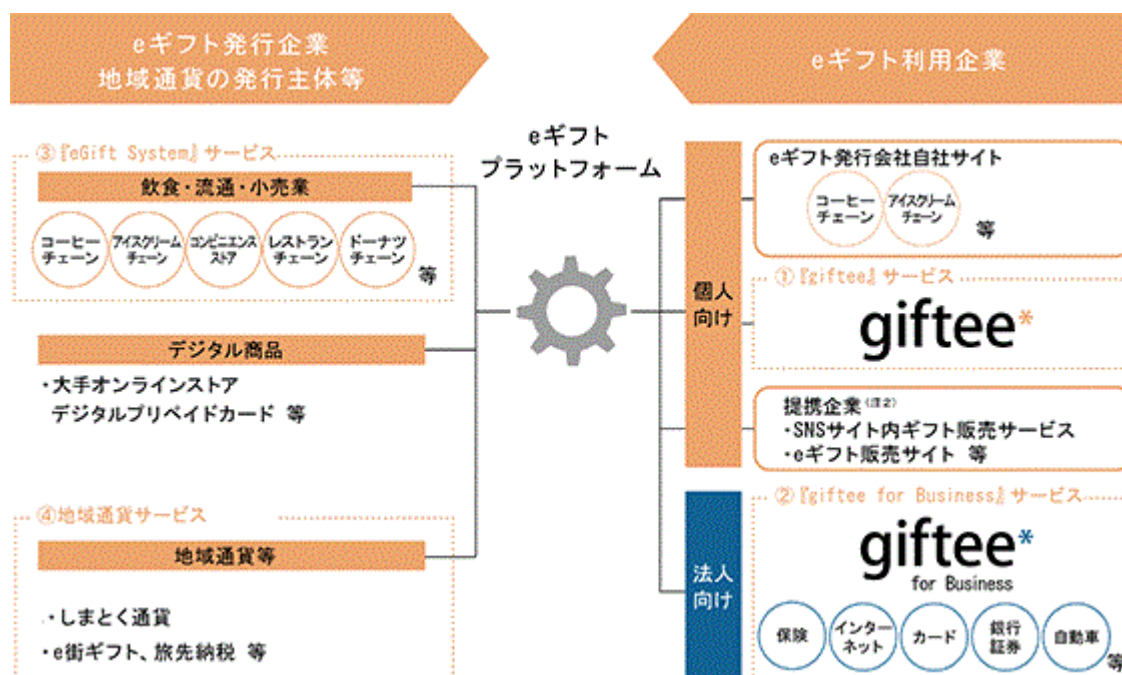 eギフト発行企業
地域通貨の発行主体等
③『eGift System』サービス
飲食・流通・小売業
コーヒー
チェーン
アイスクリーム
チェーン
コンビニエンス
ストア
レストラン
チェーン
ドーナツ
チェーン
等
デジタル商品
・大手オンラインストア
デジタルプリペイドカード 等
④地域通貨サービス
地域通貨等
・しまとく通貨
・e街ギフト、旅先納税 等
eギフト
プラットフォーム
eギフト利用企業
個人
向け
eギフト発行会社自社サイト
コーヒー
チェーン
アイスクリーム
チェーン
等
①『giftee』サービス
giftee*
提携企業(注2)
・SNSサイト内ギフト販売サービス
・eギフト販売サイト 等
法人
向け
②『giftee for Business』サービス
giftee*
for Business
保険
インター
ネット
カード
銀行
証券
自動車
等